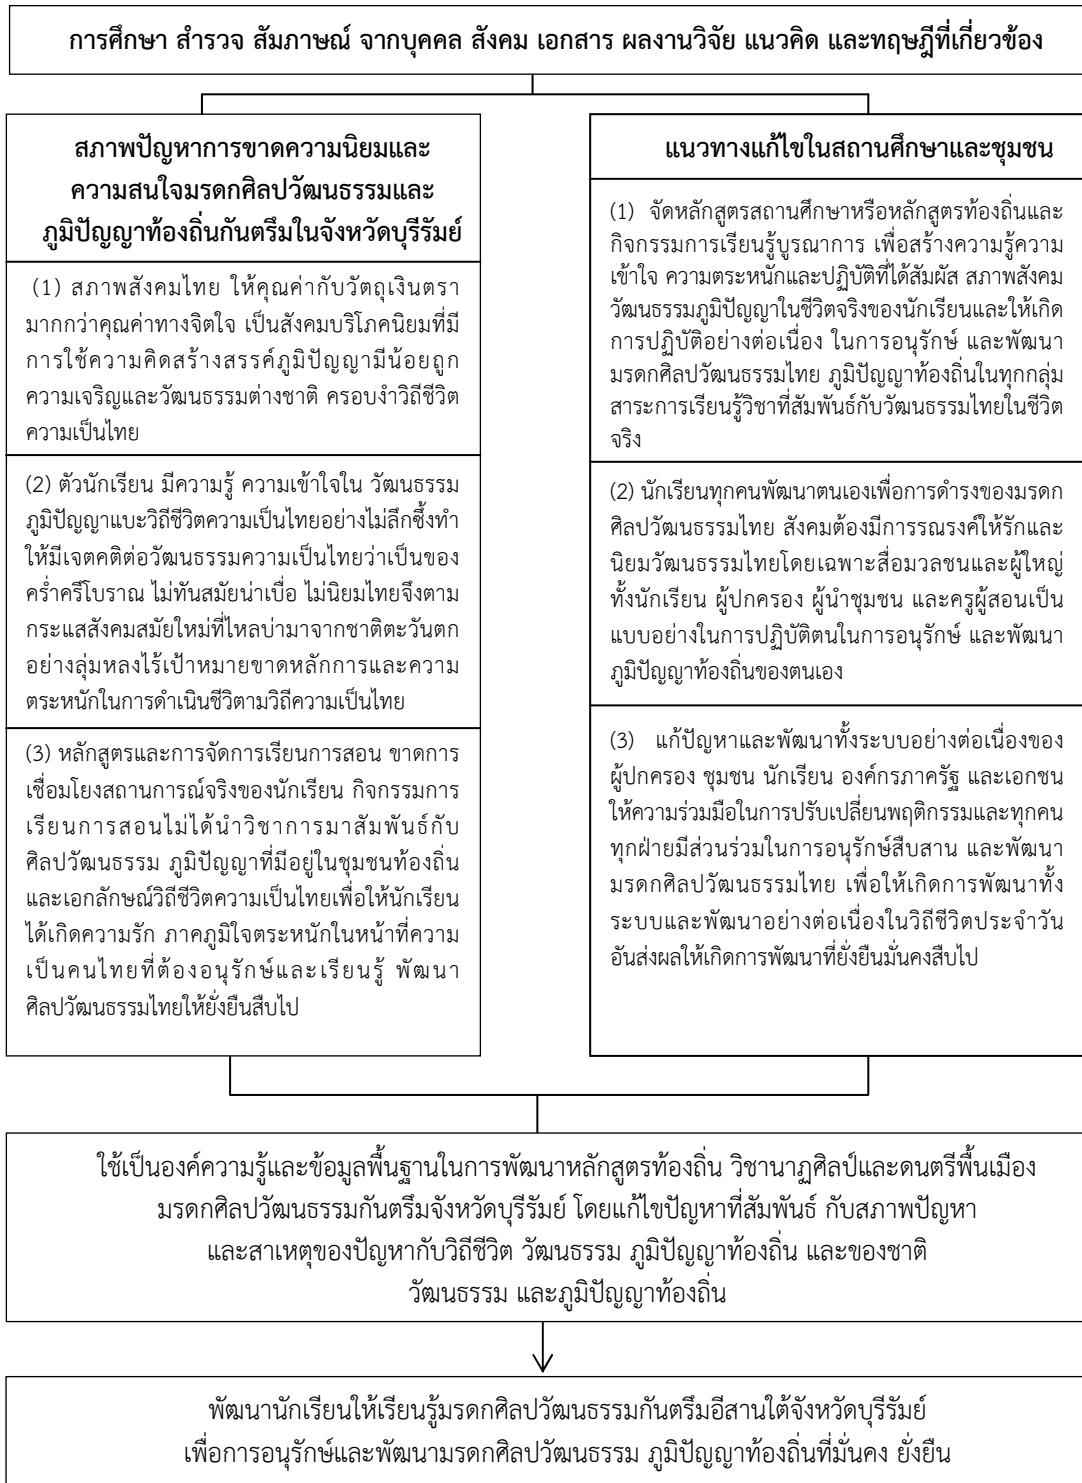 การศึกษา สำรวจ สัมภาษณ์ จากบุคคล สังคม เอกสาร ผลงานวิจัย แนวคิด และทฤษฎีที่เกี่ยวข้อง
สภาพปัญหาการขาดความนิยมและ
ความสนใจมรดกศิลปวัฒนธรรมและ
ภูมิปัญญาท้องถิ่นกันตรึมในจังหวัดบุรีรัมย์
(1) สภาพสังคมไทย ให้คุณค่ากับวัตถุเงินตรา
มากกว่าคุณค่าทางจิตใจ เป็นสังคมบริโภคนิยมที่มี
การใช้ความคิดสร้างสรรค์ภูมิปัญญามีน้อยถูก
ความเจริญและวัฒนธรรมต่างชาติ ครอบงำวิถีชีวิต
ความเป็นไทย
(2) ตัวนักเรียน มีความรู้ ความเข้าใจใน วัฒนธรรม
ภูมิปัญญาแบะวิถีชีวิตความเป็นไทยอย่างไม่ลึกซึ้งทำ
ให้มีเจตคติต่อวัฒนธรรมความเป็นไทยว่าเป็นของ
คร่ำครึโบราณ ไม่ทันสมัยน่าเบื่อ ไม่นิยมไทยจึงตาม
กระแสสังคมสมัยใหม่ที่ไหลบ่ามาจากชาติตะวันตก
อย่างลุ่มหลงไร้เป้าหมายขาดหลักการและความ
ตระหนักในการดำเนินชีวิตามวิถีความเป็นไทย
(3) หลักสูตรและการจัดการเรียนการสอน ขาดการ
เชื่อมโยงสถานการณ์จริงของนักเรียน กิจกรรมการ
เรียนการสอนไม่ได้นำวิชาการมาสัมพันธ์กับ
ศิลปวัฒนธรรม ภูมิปัญญาที่มีอยู่ในชุมชนท้องถิ่น
และเอกลักษณ์วิถีชีวิตความเป็นไทยเพื่อให้นักเรียน
ได้เกิดความรัก ภาคภูมิใจตระหนักในหน้าที่ความ
เป็นคนไทยที่ต้องอนุรักษ์และเรียนรู้ พัฒนา
ศิลปวัฒนธรรมไทยให้ยั่งยืนสืบไป
แนวทางแก้ไขในสถานศึกษาและชุมชน
(1) จัดหลักสูตรสถานศึกษาหรือหลักสูตรท้องถิ่นและ
กิจกรรมการเรียนรู้บูรณาการ เพื่อสร้างความรู้ความ
เข้าใจ ความตระหนักและปฏิบัติที่ได้สัมผัส สภาพสังคม
วัฒนธรรมภูมิปัญญาในชีวิตจริงของนักเรียนและให้เกิด
การปฏิบัติอย่างต่อเนื่อง ในการอนุรักษ์ และพัฒนา
มรดกศิลปวัฒนธรรมไทย ภูมิปัญญาท้องถิ่นในทุกกลุ่ม
สาระการเรียนรู้วิชาที่สัมพันธ์กับวัฒนธรรมไทยในชีวิต
จริง
(2) นักเรียนทุกคนพัฒนาตนเองเพื่อการดำรงของมรดก
ศิลปวัฒนธรรมไทย สังคมต้องมีการรณรงค์ให้รักและ
นิยมวัฒนธรรมไทยโดยเฉพาะสื่อมวลชนและผู้ใหญ่
ทั้งนักเรียน ผู้ปกครอง ผู้นำชุมชน และครูผู้สอนเป็น
แบบอย่างในการปฏิบัติตนในการอนุรักษ์ และพัฒนา
ภูมิปัญญาท้องถิ่นของตนเอง
(3) แก้ปัญหาและพัฒนาทั้งระบบอย่างต่อเนื่องของ
ผู้ปกครอง ชุมชน นักเรียน องค์กรภาครัฐ และเอกชน
ให้ความร่วมมือในการปรับเปลี่ยนพฤติกรรมและทุกคน
ทุกฝ่ายมีส่วนร่วมในการอนุรักษ์สืบสาน และพัฒนา
มรดกศิลปวัฒนธรรมไทย เพื่อให้เกิดการพัฒนาทั้ง
ระบบและพัฒนาอย่างต่อเนื่องในวิถีชีวิตประจำวัน
อันส่งผลให้เกิดการพัฒนาที่ยั่งยืนมั่นคงสืบไป
ใช้เป็นองค์ความรู้และข้อมูลพื้นฐานในการพัฒนาหลักสูตรท้องถิ่น วิชานาฏศิลป์และดนตรีพื้นเมือง
มรดกศิลปวัฒนธรรมกันตรึมจังหวัดบุรีรัมย์ โดยแก้ไขปัญหาที่สัมพันธ์ กับสภาพปัญหา
และสาเหตุของปัญหากับวิถีชีวิต วัฒนธรรม ภูมิปัญญาท้องถิ่น และของชาติ
วัฒนธรรม และภูมิปัญญาท้องถิ่น
พัฒนานักเรียนให้เรียนรู้มรดกศิลปวัฒนธรรมกันตรึมอีสานใต้จังหวัดบุรีรัมย์
เพื่อการอนุรักษ์และพัฒนามรดกศิลปวัฒนธรรม ภูมิปัญญาท้องถิ่นที่มั่นคง ยั่งยืน